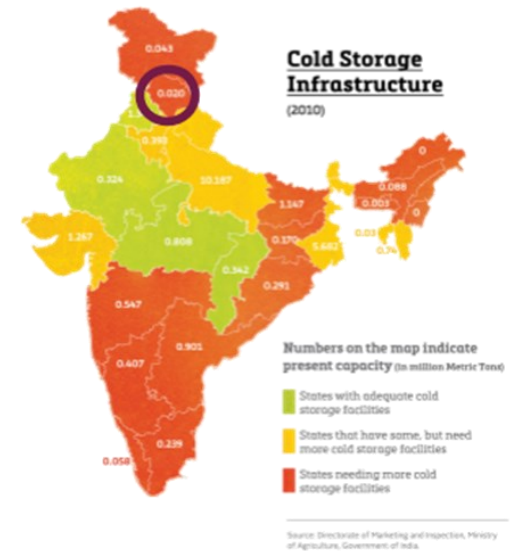 Cold Storage
Infrastructure
(2010)
0.043
0.020
0.324
10.187
0
0.088
0.003
0
1.147
1.267
0.808
0.170
5.682
0.342
0.291
0.547
0.901
0.407
0.239
0.058
Numbers on the map indicate
present capacity (in million Metric Tons)
States with adequate cold
storage facilities
States that have some, but need
more cold storage facilities
States needing more cold
storage facilities
Source: Directorate of Marketing and Inspection, Ministry
of Agriculture, Government of India.